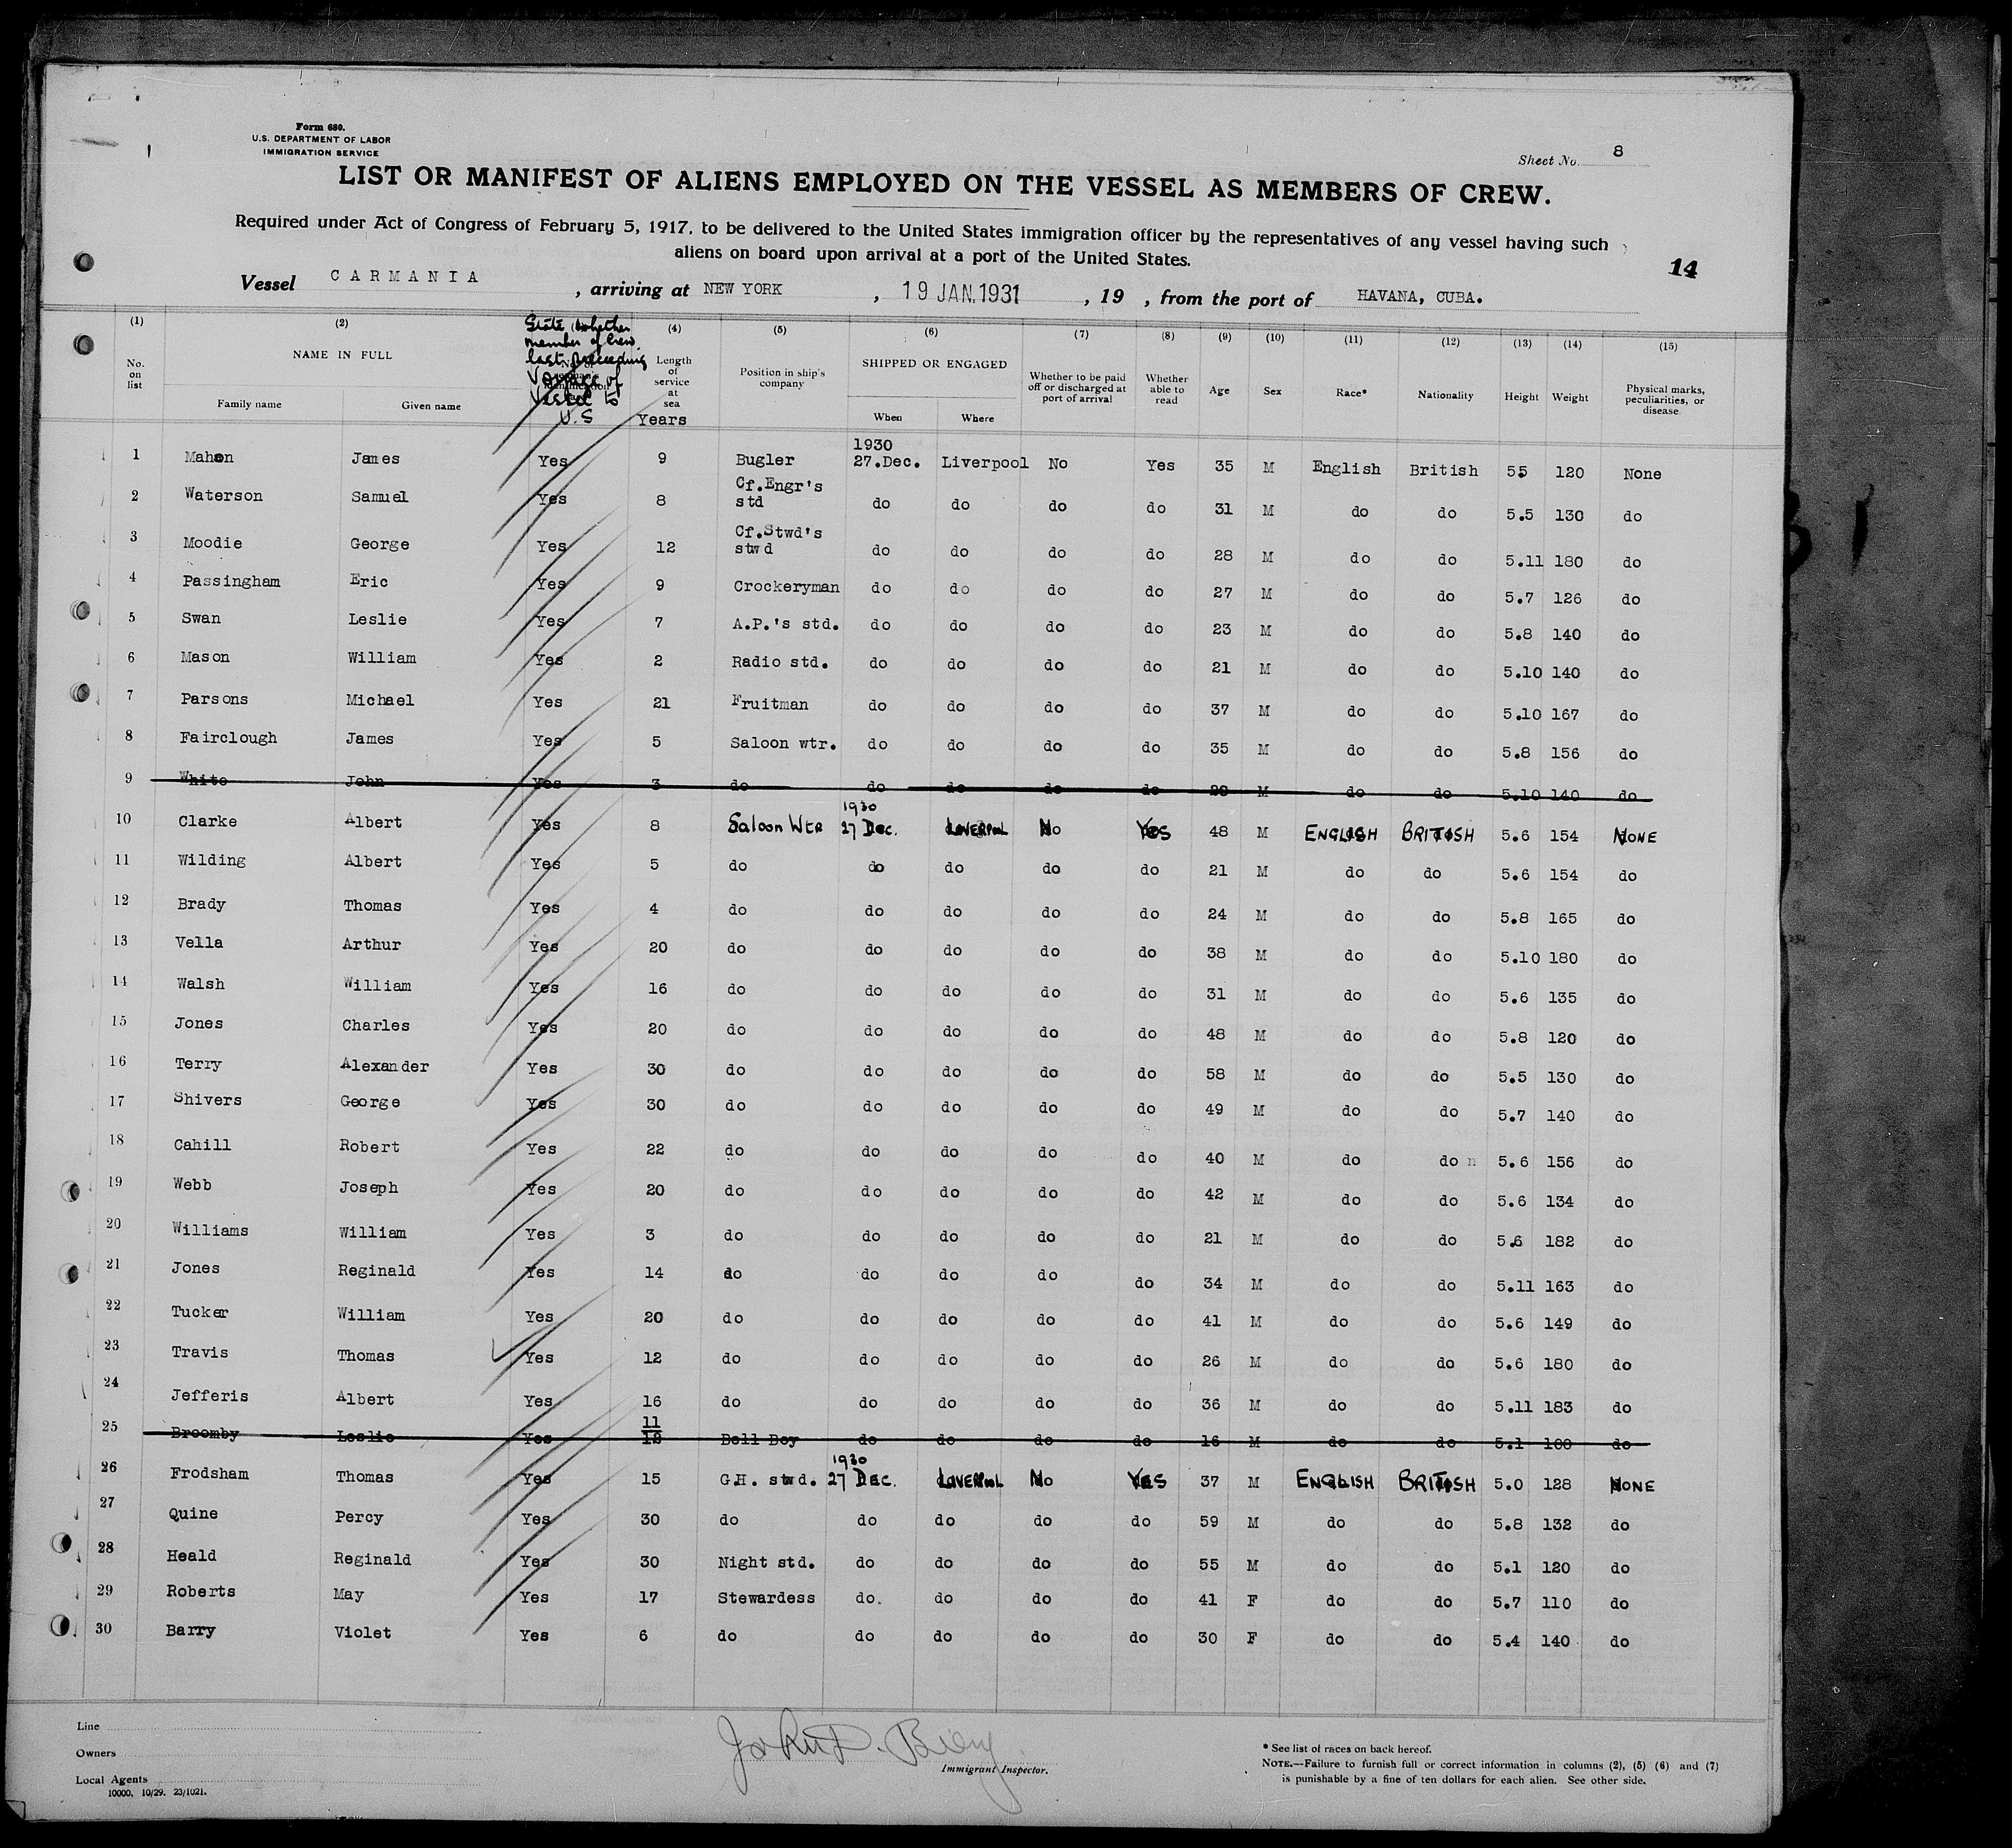 Form 680.
U.S. DEPARTMENT OF LABOR
IMMIGRATION SERVICE
Sheet No. 8
LIST OR MANIFEST OF ALIENS EMPLOYED ON THE VESSEL AS MEMBERS OF CREW.
Required under Act of Congress of February 5, 1917, to be delivered to the United States immigration officer by the representatives of any vessel having such
aliens on board upon arrival at a port of the United States.
14
Vessel CARMANIA, arriving at NEW YORK, 19 JAN.1931, 19 , from the port of HAVANA, CUBA.
(1) (2) (4) (5) (6) (7) (8) (9) (10) (11) (12) (13) (14) (15)
No. on list NAME IN FULL Family name Given name State whether member of Crew last preceeding Voyage of Vessel to U.S Length of service at sea Years Position in ship's company SHIPPED OR ENGAGED When Where Whether to be paid off or discharged at port of arrival Whether able to read Age Sex Race* Nationality Height Weight Physical marks, peculiarities, or disease
1 Mahon James Yes 9 Bugler 1930 27.Dec. Liverpool No Yes 35 M English British 55 120 None
2 Waterson Samuel Yes 8 Cf.Engr's std do do do do 31 M do do 5.5 130 do
3 Moodie George Yes 12 Cf.Stwd's stwd do do do do 28 M do do 5.11 180 do
4 Passingham Eric Yes 9 Crockeryman do do do do 27 M do do 5.7 126 do
5 Swan Leslie Yes 7 A.P.'s std. do do do do 23 M do do 5.8 140 do
6 Mason William Yes 2 Radio std. do do do do 21 M do do 5.10 140 do
7 Parsons Michael Yes 21 Fruitman do do do do 37 M do do 5.10 167 do
8 Fairclough James Yes 5 Saloon wtr. do do do do 35 M do do 5.8 156 do
9 White John Yes 3 do do do do do 28 M do do 5.10 140 do
10 Clarke Albert Yes 8 Saloon WTR 1930 27 Dec. LIVERPOOL No YES 48 M ENGLISH BRITISH 5.6 154 NONE
11 Wilding Albert Yes 5 do do do do do 21 M do do 5.6 154 do
12 Brady Thomas Yes 4 do do do do do 24 M do do 5.8 165 do
13 Vella Arthur Yes 20 do do do do do 38 M do do 5.10 180 do
14 Walsh William Yes 16 do do do do do 31 M do do 5.6 135 do
15 Jones Charles Yes 20 do do do do do 48 M do do 5.8 120 do
16 Terry Alexander Yes 30 do do do do do 58 M do do 5.5 130 do
17 Shivers George Yes 30 do do do do do 49 M do do 5.7 140 do
18 Cahill Robert Yes 22 do do do do do 40 M do do 5.6 156 do
19 Webb Joseph Yes 20 do do do do do 42 M do do 5.6 134 do
20 Williams William Yes 3 do do do do do 21 M do do 5.6 182 do
21 Jones Reginald Yes 14 do do do do do 34 M do do 5.11 163 do
22 Tucker William Yes 20 do do do do do 41 M do do 5.6 149 do
23 Travis Thomas Yes 12 do do do do do 26 M do do 5.6 180 do
24 Jefferis Albert Yes 16 do do do do do 36 M do do 5.11 183 do
25 Broomby Leslie Yes 11/12 Bell Boy do do do do 16 M do do 5.1 100 do
26 Frodsham Thomas Yes 15 G.H. stwd. 1930 27 DEC. LIVERPOOL No YES 37 M ENGLISH BRITISH 5.0 128 NONE
27 Quine Percy Yes 30 do do do do do 59 M do do 5.8 132 do
28 Heald Reginald Yes 30 Night std. do do do do 55 M do do 5.1 120 do
29 Roberts May Yes 17 Stewardess do. do do do 41 F do do 5.7 110 do
30 Barry Violet Yes 6 do do do do do 30 F do do 5.4 140 do
Line
Owners
Local Agents
10000, 10/29. 23/1021.
Immigrant Inspector.
* See list of races on back hereof.
NOTE.—Failure to furnish full or correct information in columns (2), (5) (6) and (7)
is punishable by a fine of ten dollars for each alien. See other side.